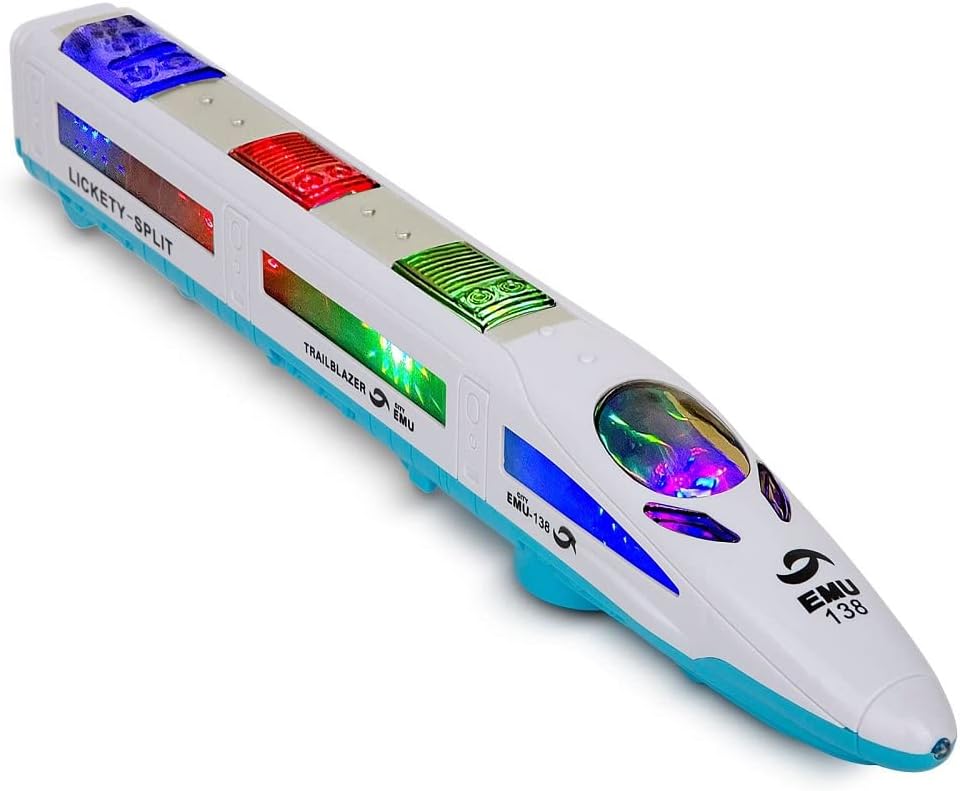 LICKETY-SPLIT
TRAILBLAZER
CITY
EMU
CITY
EMU-138
EMU
138